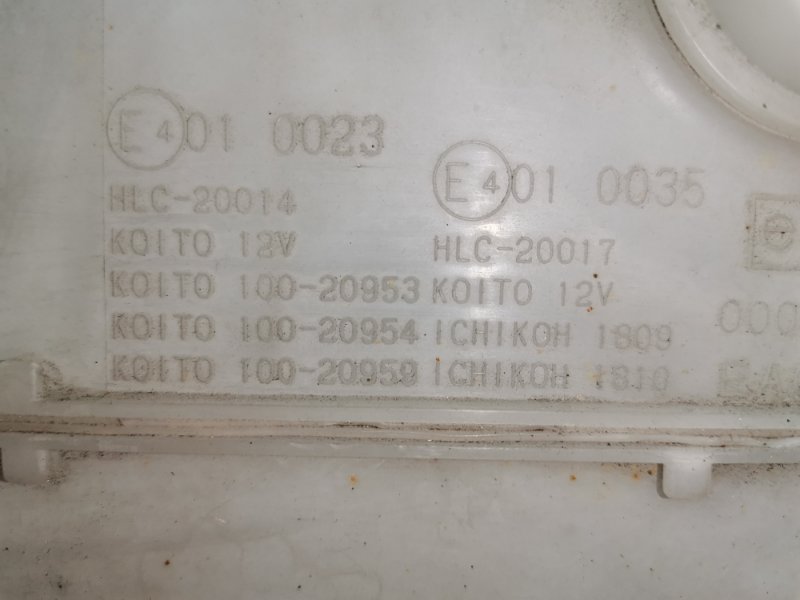 E4 01 0023
HLC-20014
KOITO 12V
KOITO 100-20953
KOITO 100-20954
KOITO 100-20959
E4 01 0035
HLC-20017
KOITO 12V
ICHIKOH 1809
ICHIKOH 1810
000